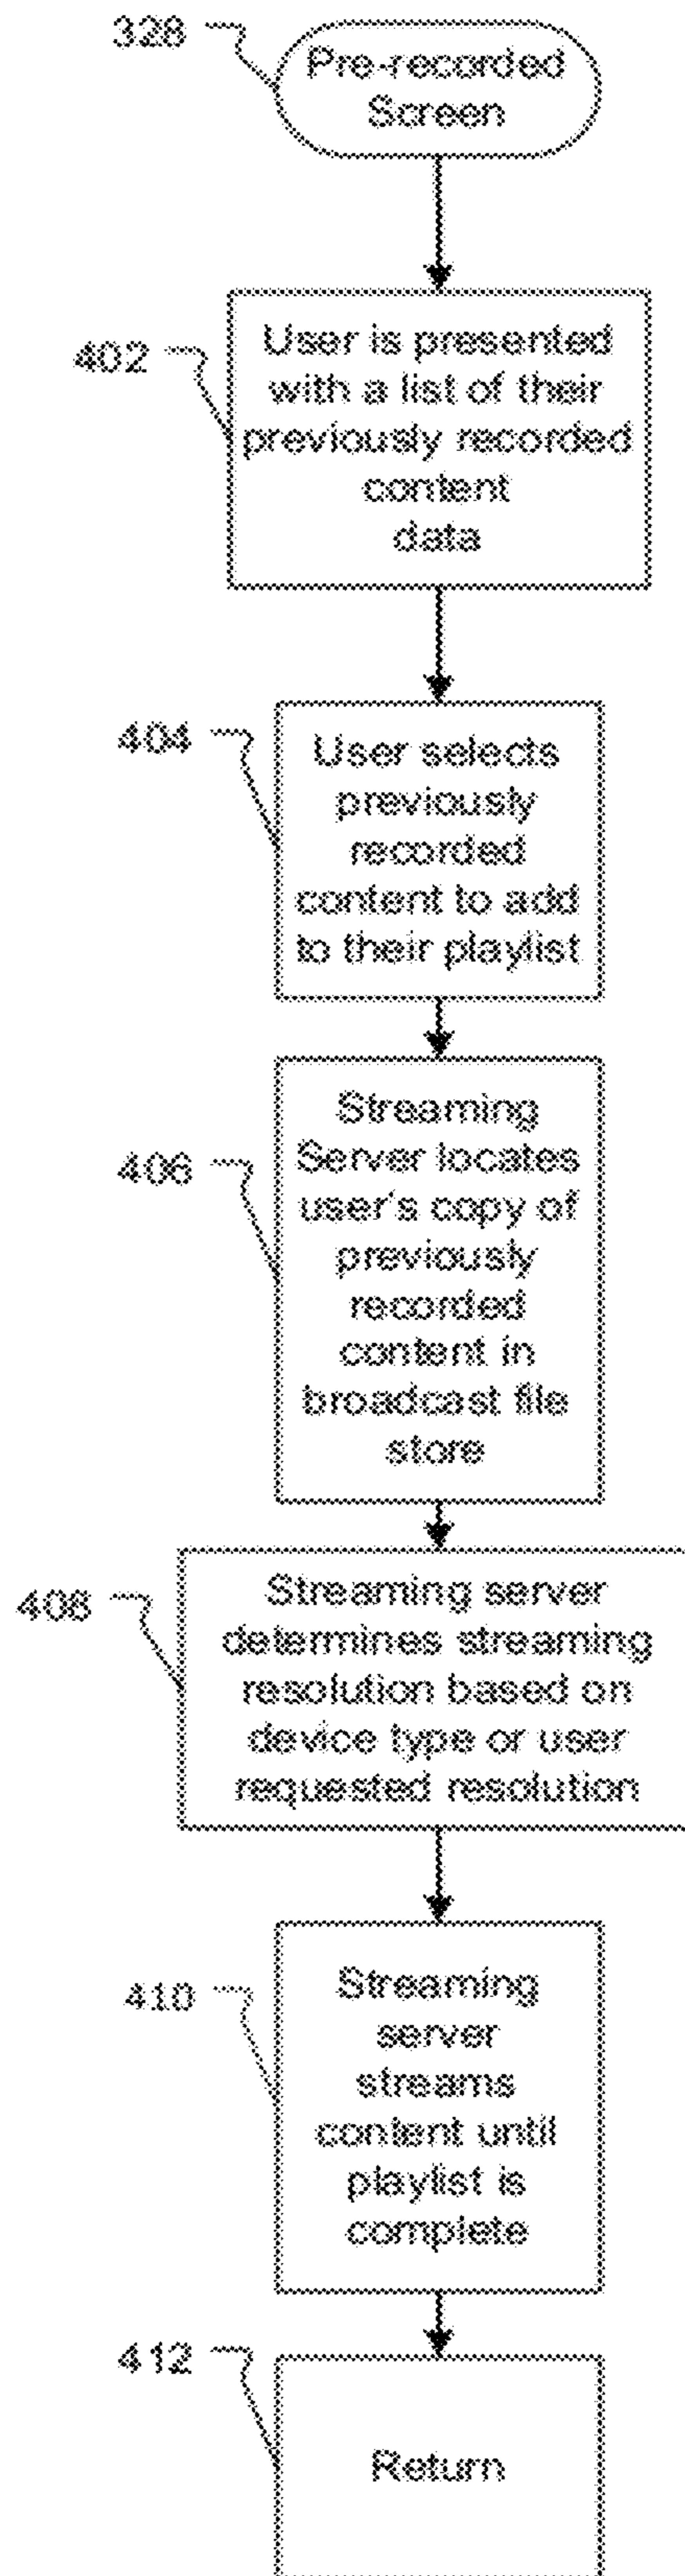 328
Pre-recorded
Screen
402
User is presented
with a list of their
previously recorded
content
data
404
User selects
previously
recorded
content to add
to their playlist
406
Streaming
Server locates
user's copy of
previously
recorded
content in
broadcast file
store
408
Streaming server
determines streaming
resolution based on
device type or user
requested resolution
410
Streaming
server
streams
content until
playlist is
complete
412
Return